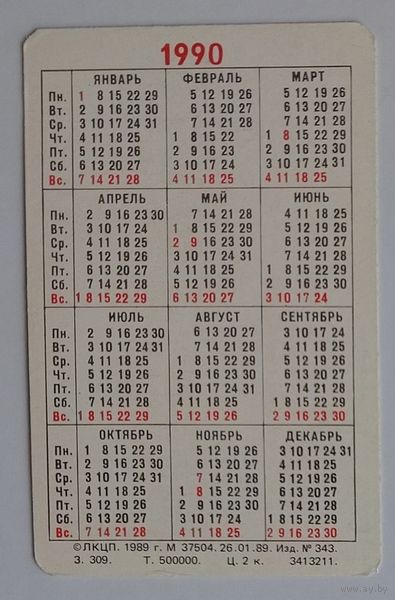 1990
ЯНВАРЬ ФЕВРАЛЬ МАРТ
Пн. 1 8 15 22 29 5 12 19 26 5 12 19 26
Вт. 2 9 16 23 30 6 13 20 27 6 13 20 27
Ср. 3 10 17 24 31 7 14 21 28 7 14 21 28
Чт. 4 11 18 25 1 8 15 22 1 8 15 22 29
Пт. 5 12 19 26 2 9 16 23 2 9 16 23 30
Сб. 6 13 20 27 3 10 17 24 3 10 17 24 31
Вс. 7 14 21 28 4 11 18 25 4 11 18 25
АПРЕЛЬ МАЙ ИЮНЬ
Пн. 2 9 16 23 30 7 14 21 28 4 11 18 25
Вт. 3 10 17 24 1 8 15 22 29 5 12 19 26
Ср. 4 11 18 25 2 9 16 23 30 6 13 20 27
Чт. 5 12 19 26 3 10 17 24 31 7 14 21 28
Пт. 6 13 20 27 4 11 18 25 1 8 15 22 29
Сб. 7 14 21 28 5 12 19 26 2 9 16 23 30
Вс. 1 8 15 22 29 6 13 20 27 3 10 17 24
ИЮЛЬ АВГУСТ СЕНТЯБРЬ
Пн. 2 9 16 23 30 6 13 20 27 3 10 17 24
Вт. 3 10 17 24 31 7 14 21 28 4 11 18 25
Ср. 4 11 18 25 1 8 15 22 29 5 12 19 26
Чт. 5 12 19 26 2 9 16 23 30 6 13 20 27
Пт. 6 13 20 27 3 10 17 24 31 7 14 21 28
Сб. 7 14 21 28 4 11 18 25 1 8 15 22 29
Вс. 1 8 15 22 29 5 12 19 26 2 9 16 23 30
ОКТЯБРЬ НОЯБРЬ ДЕКАБРЬ
Пн. 1 8 15 22 29 5 12 19 26 3 10 17 24 31
Вт. 2 9 16 23 30 6 13 20 27 4 11 18 25
Ср. 3 10 17 24 31 7 14 21 28 5 12 19 26
Чт. 4 11 18 25 1 8 15 22 29 6 13 20 27
Пт. 5 12 19 26 2 9 16 23 30 7 14 21 28
Сб. 6 13 20 27 3 10 17 24 1 8 15 22 29
Вс. 7 14 21 28 4 11 18 25 2 9 16 23 30
©ЛКЦП. 1989 г. М 37504. 26.01.89. Изд. № 343.
З. 309. Т. 500000. Ц. 2 к. 3413211.
www.ay.by